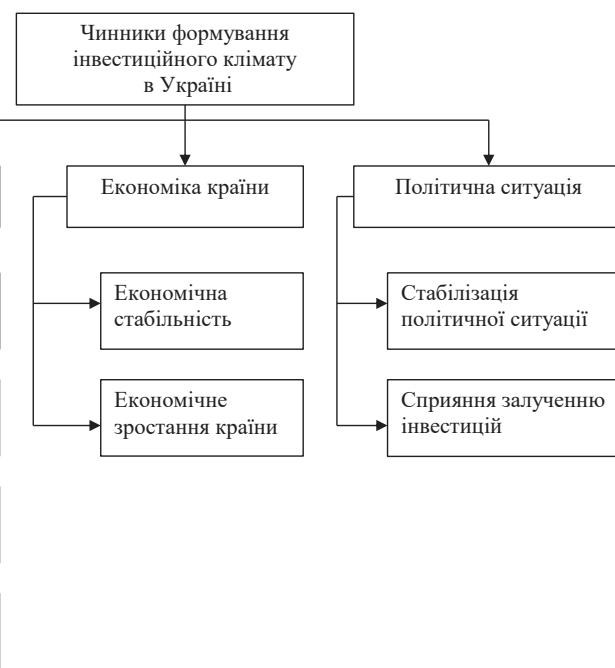 Чинники формування
інвестиційного клімату
в Україні
Економіка країни
Економічна
стабільність
Економічне
зростання країни
Політична ситуація
Стабілізація
політичної ситуації
Сприяння залученню
інвестицій